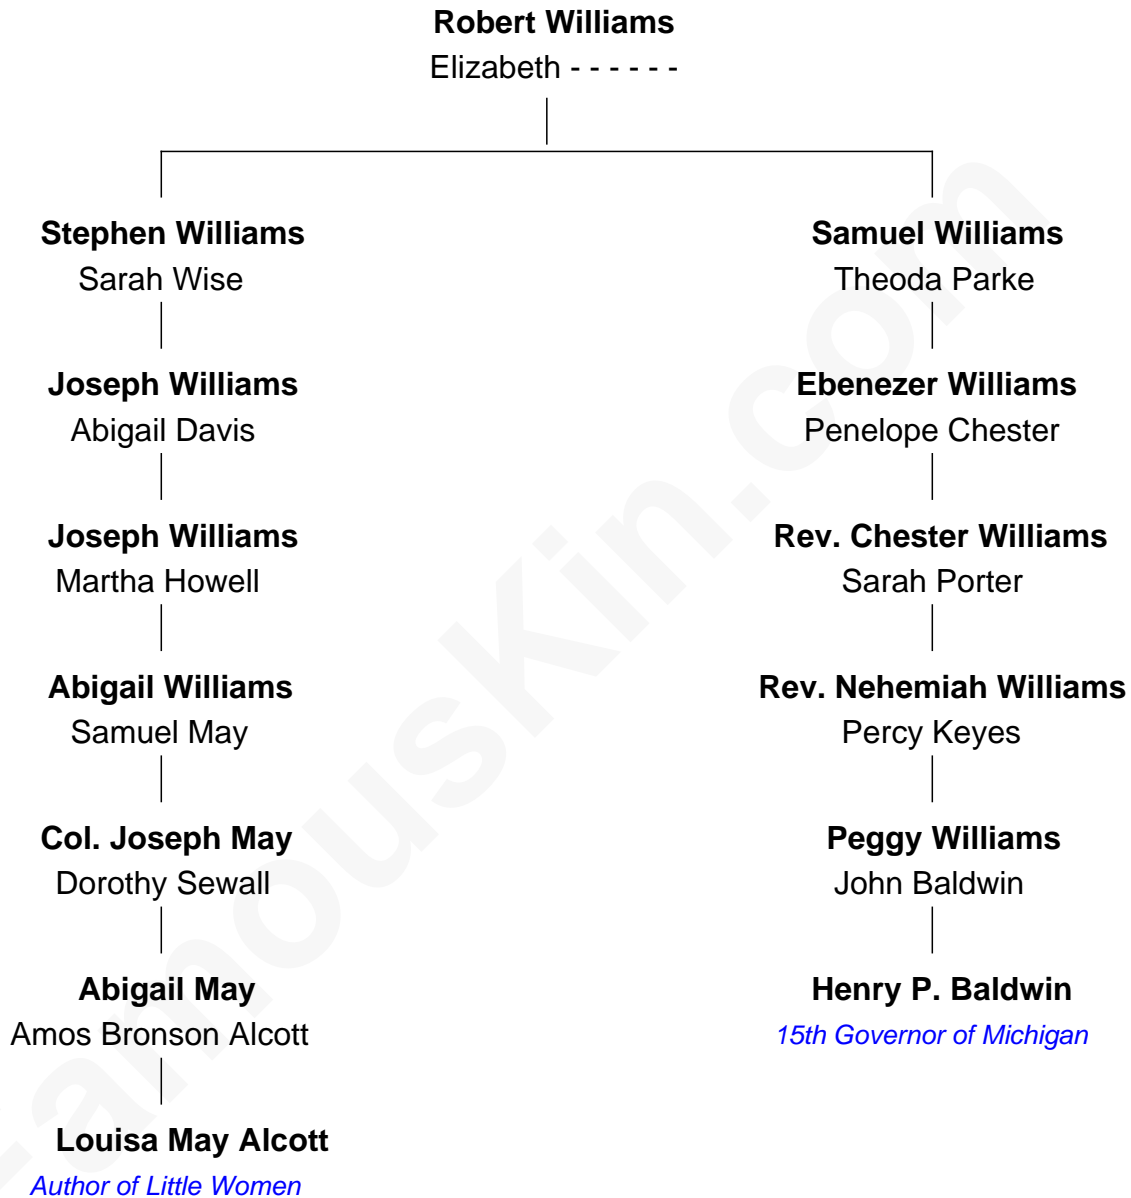 Robert Williams
Elizabeth - - - - - -
Stephen Williams
Sarah Wise
Samuel Williams
Theoda Parke
Joseph Williams
Abigail Davis
Ebenezer Williams
Penelope Chester
Joseph Williams
Martha Howell
Rev. Chester Williams
Sarah Porter
Abigail Williams
Samuel May
Rev. Nehemiah Williams
Percy Keyes
Col. Joseph May
Dorothy Sewall
Peggy Williams
John Baldwin
Abigail May
Amos Bronson Alcott
Henry P. Baldwin
15th Governor of Michigan
Louisa May Alcott
Author of Little Women
FamousKin.com